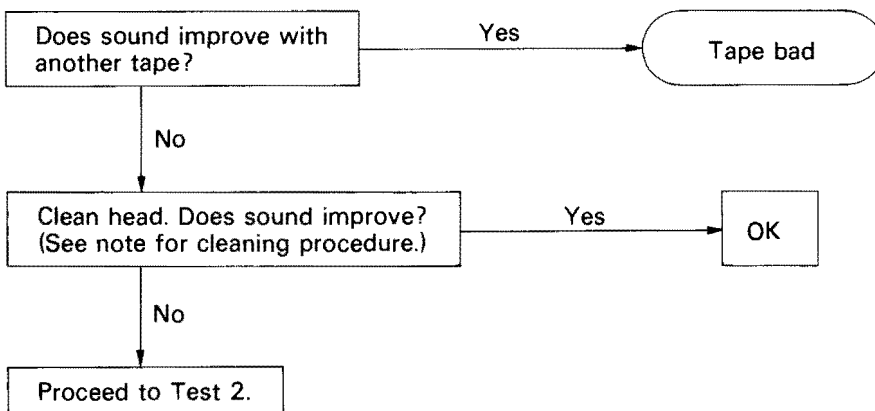 Does sound improve with
another tape?
Yes
Tape bad
No
Clean head. Does sound improve?
(See note for cleaning procedure.)
Yes
OK
No
Proceed to Test 2.